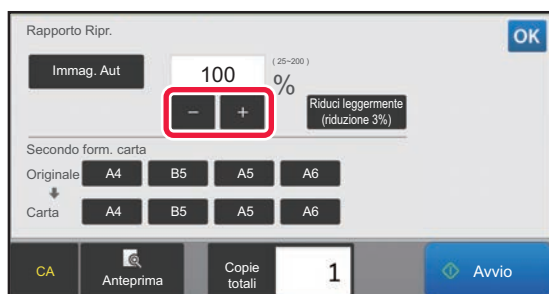 Rapporto Ripr.
OK
Immag. Aut
100
(25~200)
%
− +
Riduci leggermente
(riduzione 3%)
Secondo form. carta
Originale A4 B5 A5 A6
Carta A4 B5 A5 A6
CA
Anteprima
Copie
totali
1
Avvio